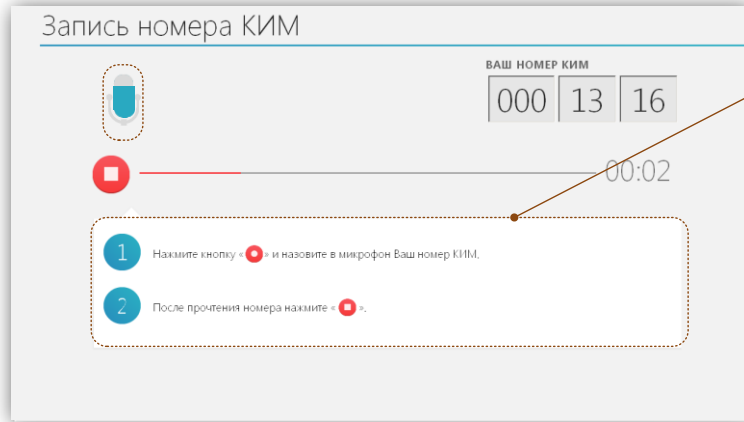 Запись номера КИМ
ВАШ НОМЕР КИМ
000 13 16
00:02
1 Нажмите кнопку « » и назовите в микрофон Ваш номер КИМ.
2 После прочтения номера нажмите « ».